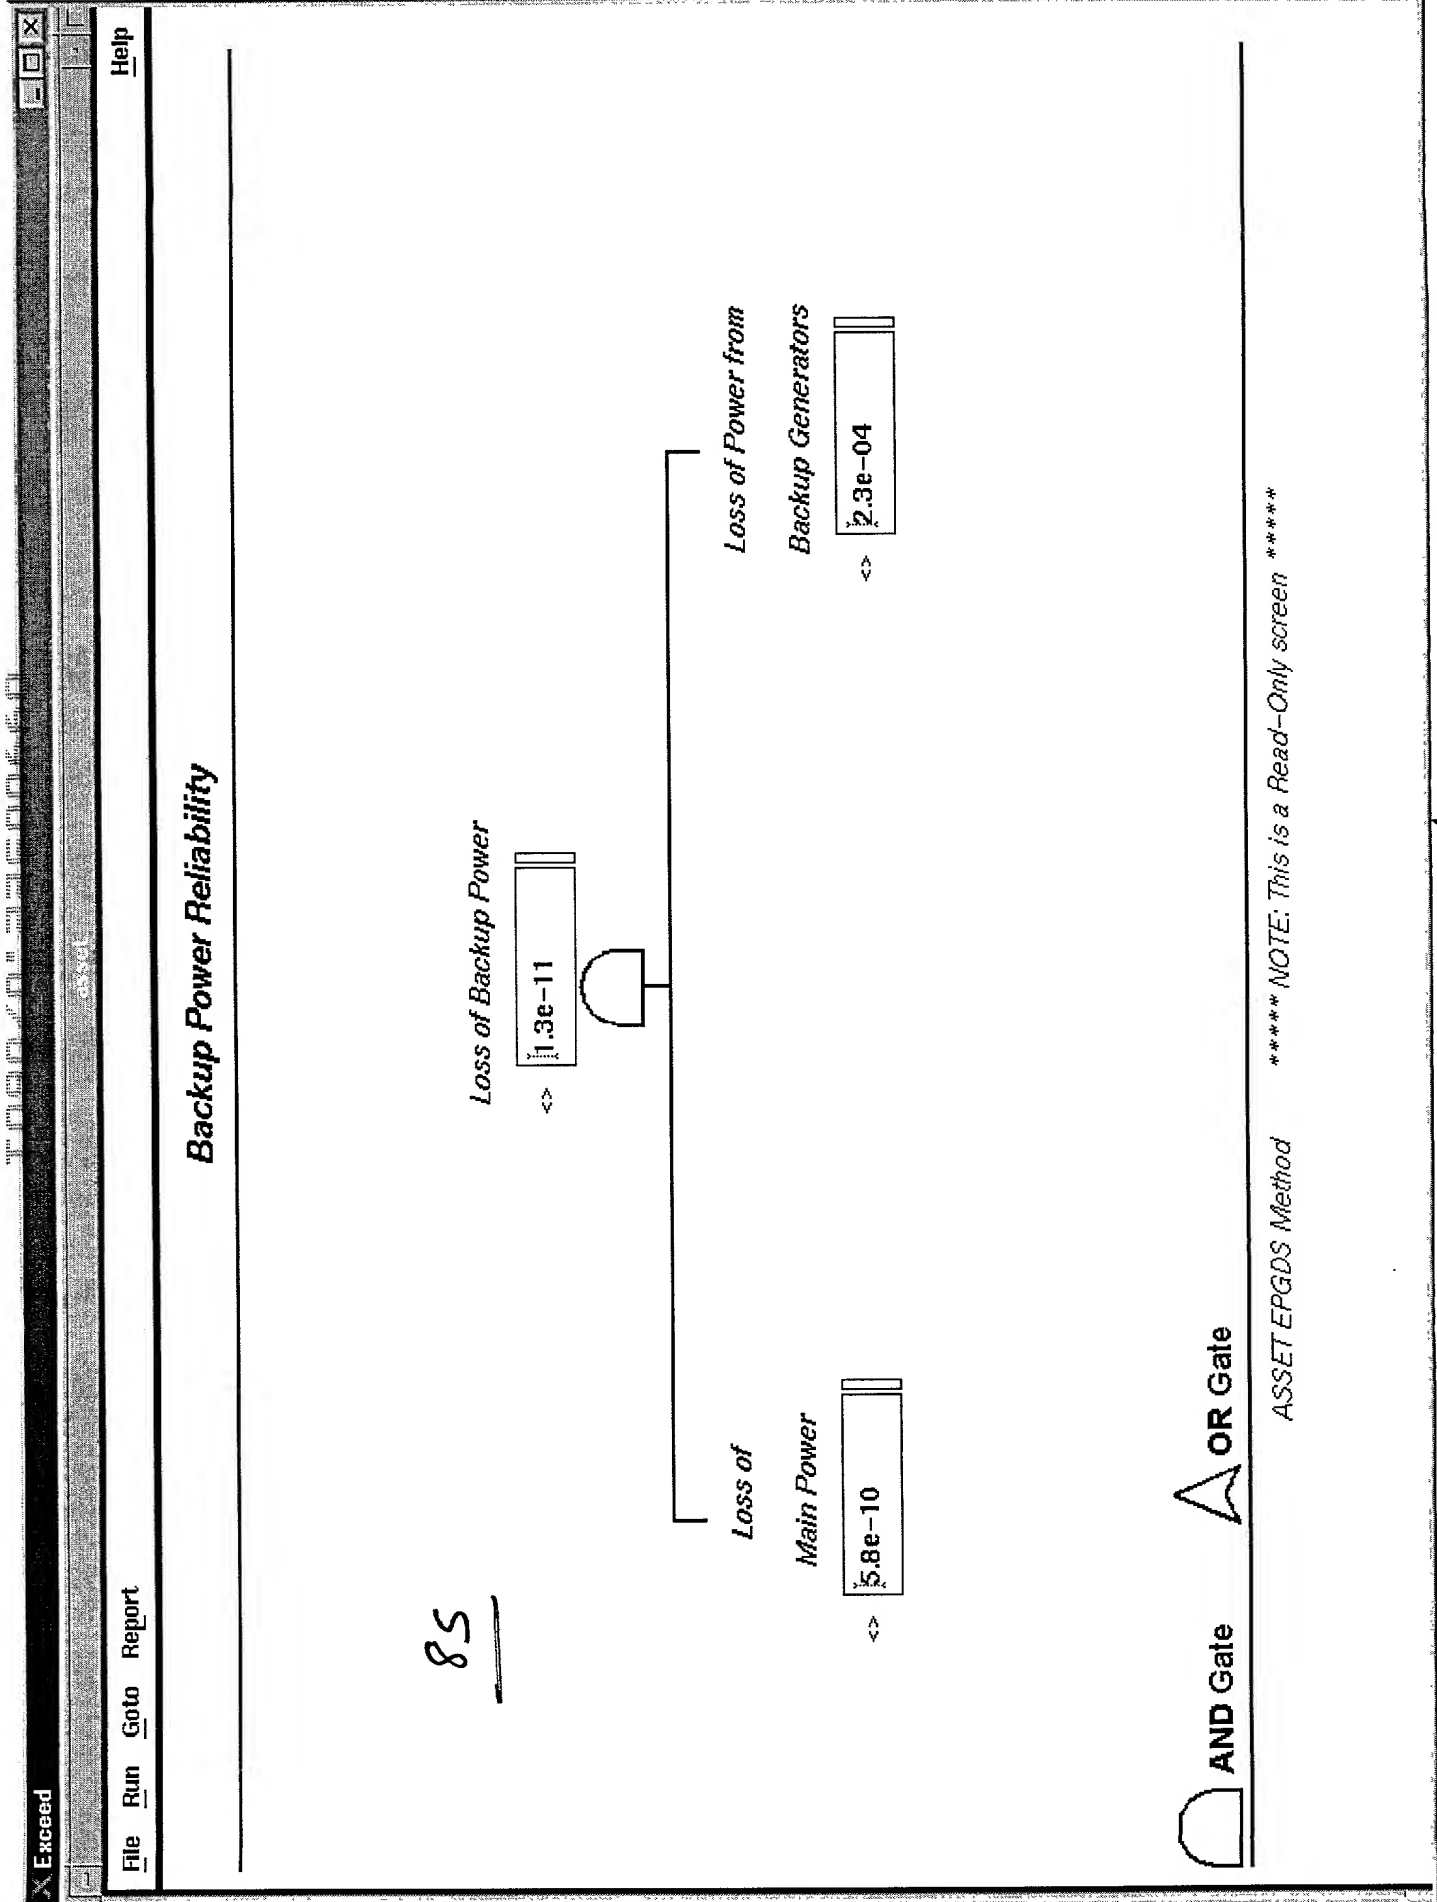 X Exceed
asset
File Run Goto Report Help
Backup Power Reliability
85
Loss of Backup Power
<> 1.3e-11
Loss of
Main Power
<> 5.8e-10
Loss of Power from
Backup Generators
<> 2.3e-04
AND Gate OR Gate
ASSET EPGDS Method ***** NOTE: This is a Read-Only screen *****